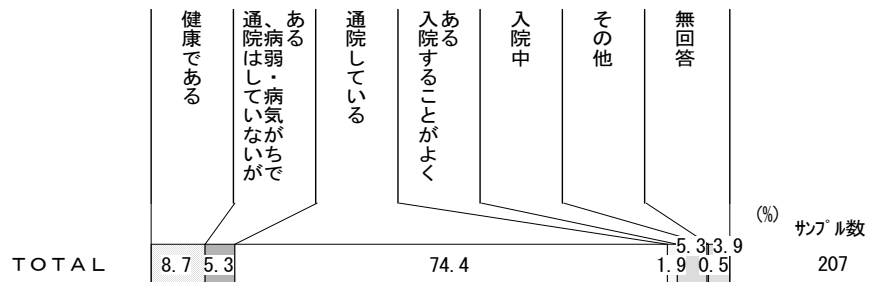 健康である
通院はしていないが
、病弱・病気がちで
ある
通院している
入院することがよく
ある
入院中
その他
無回答
(%)
サンプル数
5.3 3.9
TOTAL 8.7 5.3 74.4 1.9 0.5 207